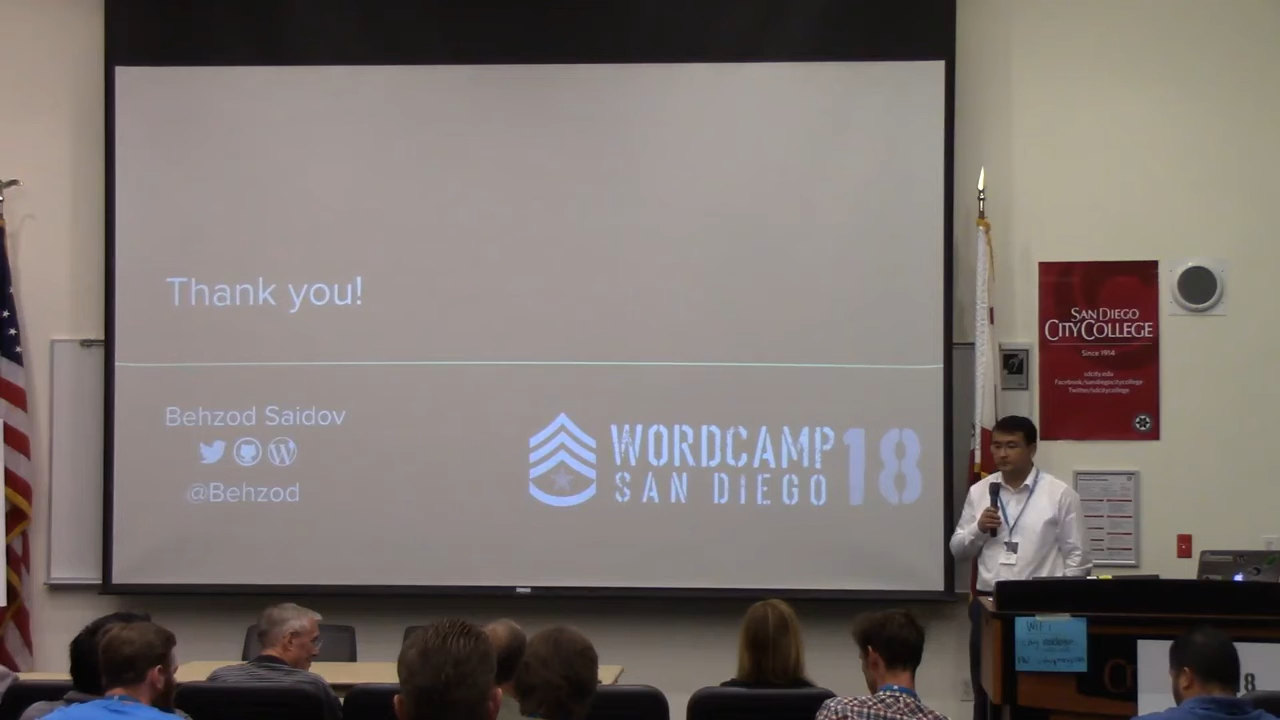 Thank you!
Behzod Saidov
@Behzod
WORDCAMP
SAN DIEGO
18
SAN DIEGO
CITY COLLEGE
Since 1914
sdcity.edu
Facebook/sandiegocitycollege
Twitter/sdcitycollege
WiFi:
8